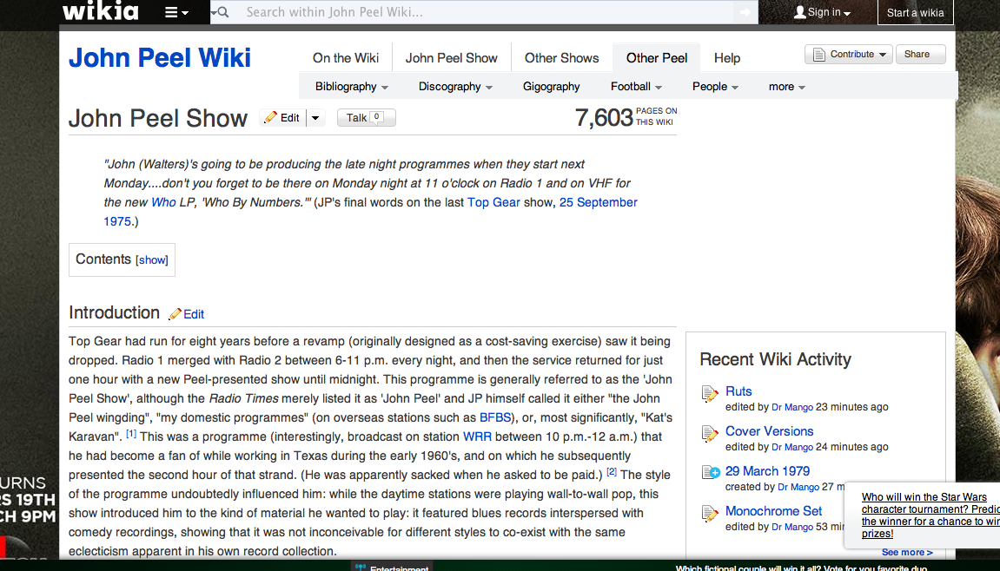 wikia
Search within John Peel Wiki...
Sign in
Start a wikia
John Peel Wiki
On the Wiki
John Peel Show
Other Shows
Other Peel
Help
Contribute
Share
Bibliography
Discography
Gigography
Football
People
more
John Peel Show
Edit
Talk 0
7,603 PAGES ON THIS WIKI
"John (Walters)'s going to be producing the late night programmes when they start next
Monday....don't you forget to be there on Monday night at 11 o'clock on Radio 1 and on VHF for
the new Who LP, 'Who By Numbers.'" (JP's final words on the last Top Gear show, 25 September
1975.)
Contents [show]
Introduction Edit
Top Gear had run for eight years before a revamp (originally designed as a cost-saving exercise) saw it being
dropped. Radio 1 merged with Radio 2 between 6-11 p.m. every night, and then the service returned for just
one hour with a new Peel-presented show until midnight. This programme is generally referred to as the 'John
Peel Show', although the Radio Times merely listed it as 'John Peel' and JP himself called it either "the John
Peel wingding", "my domestic programmes" (on overseas stations such as BFBS), or, most significantly, "Kat's
Karavan". [1] This was a programme (interestingly, broadcast on station WRR between 10 p.m.-12 a.m.) that
he had become a fan of while working in Texas during the early 1960's, and on which he subsequently
presented the second hour of that strand. (He was apparently sacked when he asked to be paid.) [2] The style
of the programme undoubtedly influenced him: while the daytime stations were playing wall-to-wall pop, this
show introduced him to the kind of material he wanted to play: it featured blues records interspersed with
comedy recordings, showing that it was not inconceivable for different styles to co-exist with the same
eclecticism apparent in his own record collection.
Recent Wiki Activity
Ruts
edited by Dr Mango 23 minutes ago
Cover Versions
edited by Dr Mango 24 minutes ago
29 March 1979
created by Dr Mango 27 m
Monochrome Set
edited by Dr Mango 53 min
See more >
Who will win the Star Wars
character tournament? Predic
the winner for a chance to win
prizes!
URNS
RS 19TH
CH 9PM
Entertainment
Which fictional couple will win it all? Vote for you favorite duo